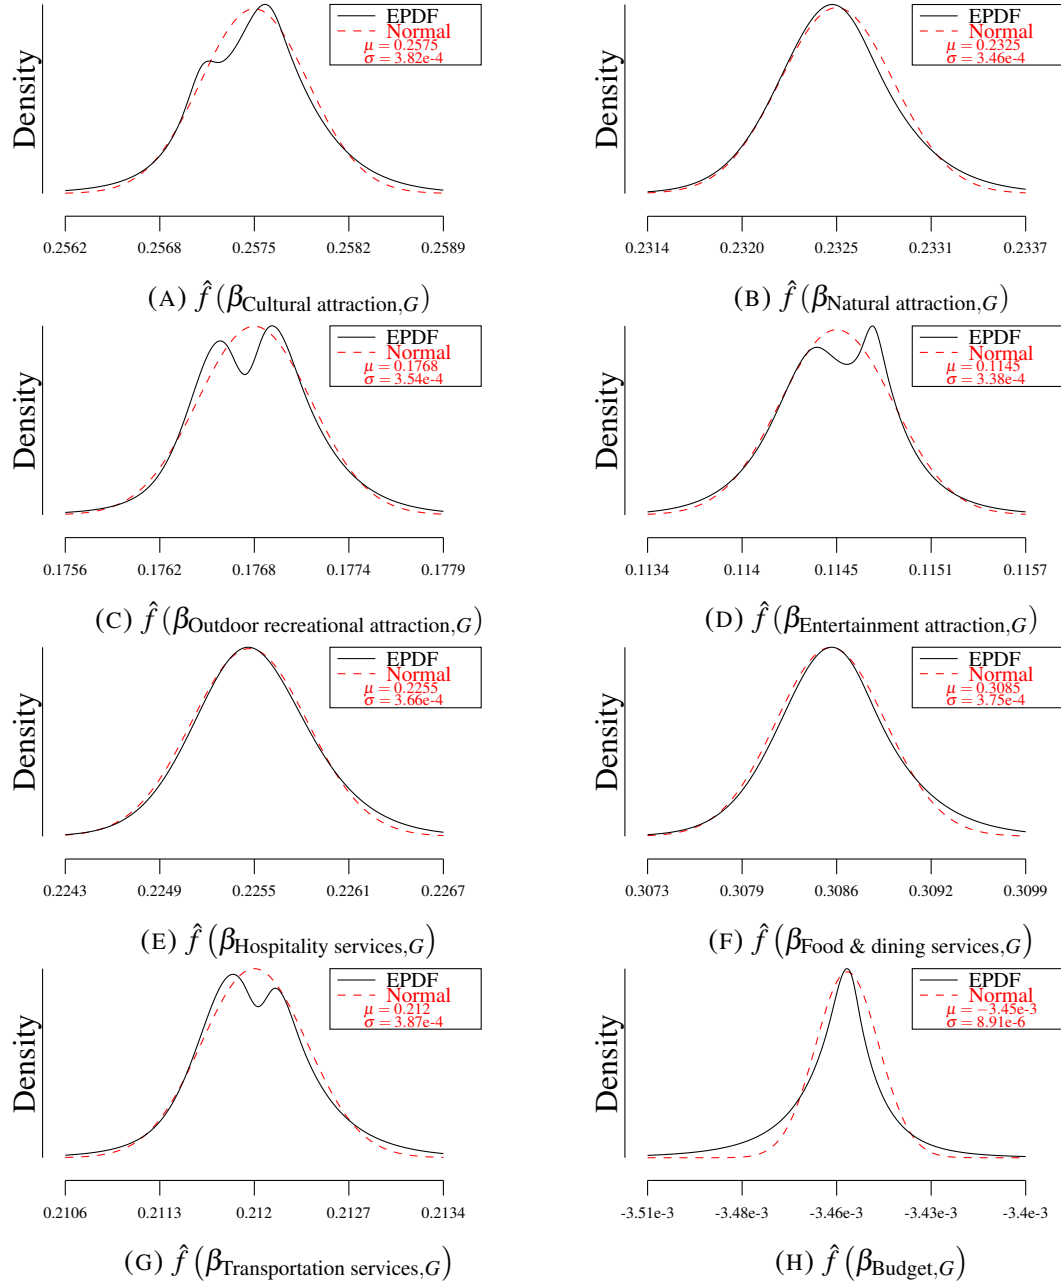 Density
EPDF
Normal
μ = 0.2575
σ = 3.82e-4
0.2562 0.2568 0.2575 0.2582 0.2589
(A) f̂ (β_Cultural attraction,G)
Density
EPDF
Normal
μ = 0.2325
σ = 3.46e-4
0.2314 0.2320 0.2325 0.2331 0.2337
(B) f̂ (β_Natural attraction,G)
Density
EPDF
Normal
μ = 0.1768
σ = 3.54e-4
0.1756 0.1762 0.1768 0.1774 0.1779
(C) f̂ (β_Outdoor recreational attraction,G)
Density
EPDF
Normal
μ = 0.1145
σ = 3.38e-4
0.1134 0.114 0.1145 0.1151 0.1157
(D) f̂ (β_Entertainment attraction,G)
Density
EPDF
Normal
μ = 0.2255
σ = 3.66e-4
0.2243 0.2249 0.2255 0.2261 0.2267
(E) f̂ (β_Hospitality services,G)
Density
EPDF
Normal
μ = 0.3085
σ = 3.75e-4
0.3073 0.3079 0.3086 0.3092 0.3099
(F) f̂ (β_Food & dining services,G)
Density
EPDF
Normal
μ = 0.212
σ = 3.87e-4
0.2106 0.2113 0.212 0.2127 0.2134
(G) f̂ (β_Transportation services,G)
Density
EPDF
Normal
μ = −3.45e-3
σ = 8.91e-6
-3.51e-3 -3.48e-3 -3.46e-3 -3.43e-3 -3.4e-3
(H) f̂ (β_Budget,G)